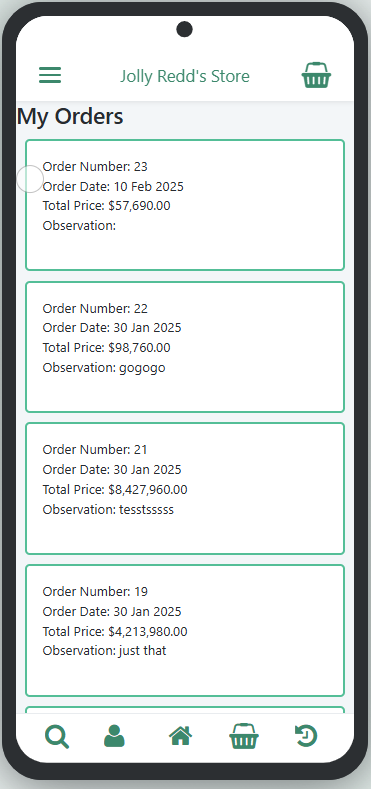 Jolly Redd's Store
My Orders
Order Number: 23
Order Date: 10 Feb 2025
Total Price: $57,690.00
Observation:
Order Number: 22
Order Date: 30 Jan 2025
Total Price: $98,760.00
Observation: gogogo
Order Number: 21
Order Date: 30 Jan 2025
Total Price: $8,427,960.00
Observation: tesstsssss
Order Number: 19
Order Date: 30 Jan 2025
Total Price: $4,213,980.00
Observation: just that